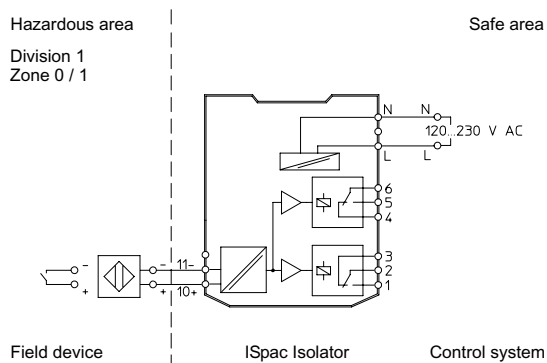 Hazardous area Safe area
Division 1
Zone 0 / 1
N N
120...230 V AC
L L
6
5
4
3
- - 11- 2
+ + 10+ 1
Field device ISpac Isolator Control system